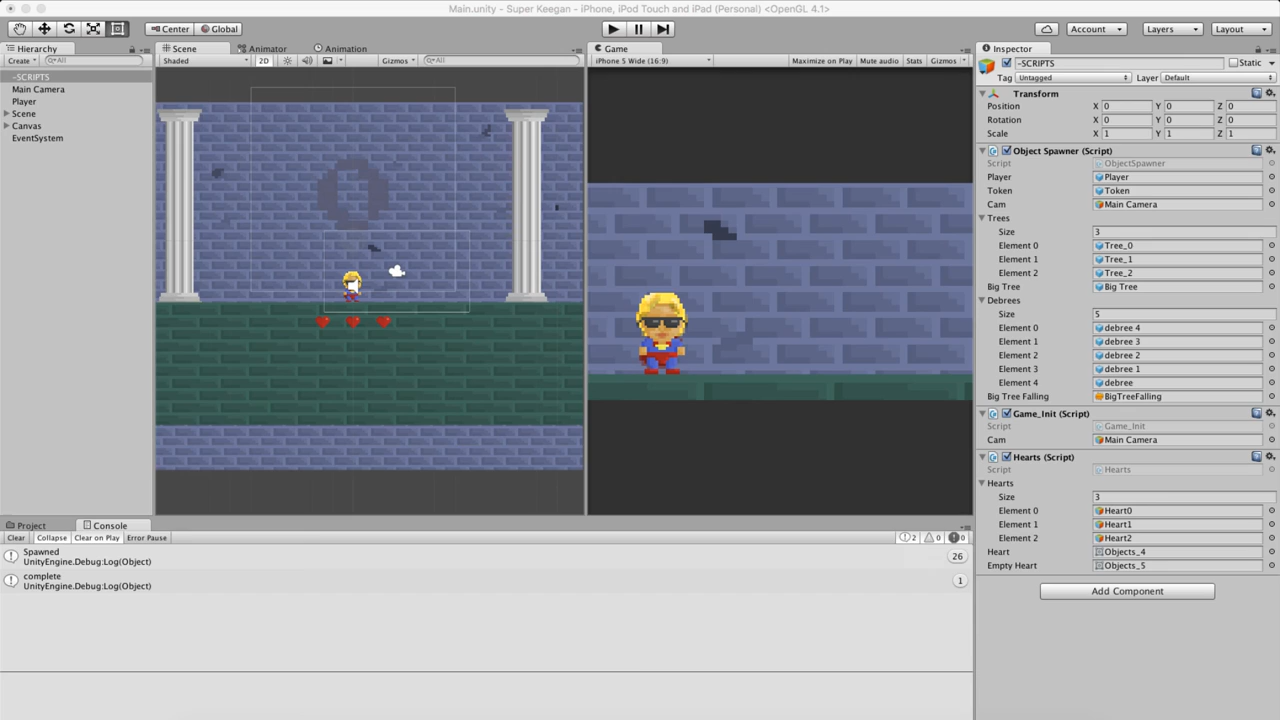 Main.unity - Super Keegan - iPhone, iPod Touch and iPad (Personal) <OpenGL 4.1>
Center Global Account Layers Layout
Hierarchy
Create All
-SCRIPTS
Main Camera
Player
Scene
Canvas
EventSystem
Scene Animator Animation
Shaded 2D Gizmos All
Game
iPhone 5 Wide (16:9) Maximize on Play Mute audio Stats Gizmos
Inspector
-SCRIPTS Static
Tag Untagged Layer Default
Transform
Position X 0 Y 0 Z 0
Rotation X 0 Y 0 Z 0
Scale X 1 Y 1 Z 1
Object Spawner (Script)
Script ObjectSpawner
Player Player
Token Token
Cam Main Camera
Trees
Size 3
Element 0 Tree_0
Element 1 Tree_1
Element 2 Tree_2
Big Tree Big Tree
Debrees
Size 5
Element 0 debree 4
Element 1 debree 3
Element 2 debree 2
Element 3 debree 1
Element 4 debree
Big Tree Falling BigTreeFalling
Game_Init (Script)
Script Game_Init
Cam Main Camera
Hearts (Script)
Script Hearts
Hearts
Size 3
Element 0 Heart0
Element 1 Heart1
Element 2 Heart2
Heart Objects_4
Empty Heart Objects_5
Add Component
Project Console
Clear Collapse Clear on Play Error Pause 2 0 0
Spawned
UnityEngine.Debug:Log(Object) 26
complete
UnityEngine.Debug:Log(Object) 1